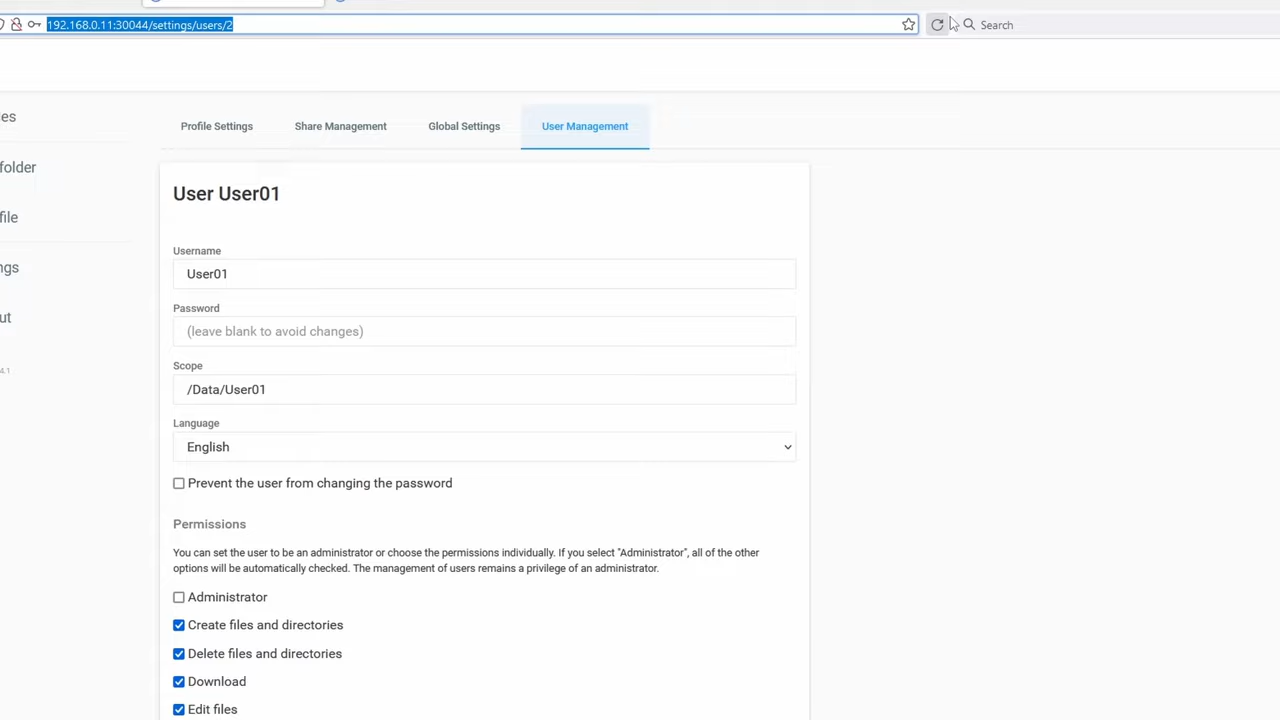 192.168.0.11:30044/settings/users/2
Search
es
Profile Settings
Share Management
Global Settings
User Management
folder
User User01
file
Username
User01
ngs
Password
(leave blank to avoid changes)
ut
Scope
4.1
/Data/User01
Language
English
Prevent the user from changing the password
Permissions
You can set the user to be an administrator or choose the permissions individually. If you select "Administrator", all of the other
options will be automatically checked. The management of users remains a privilege of an administrator.
Administrator
Create files and directories
Delete files and directories
Download
Edit files